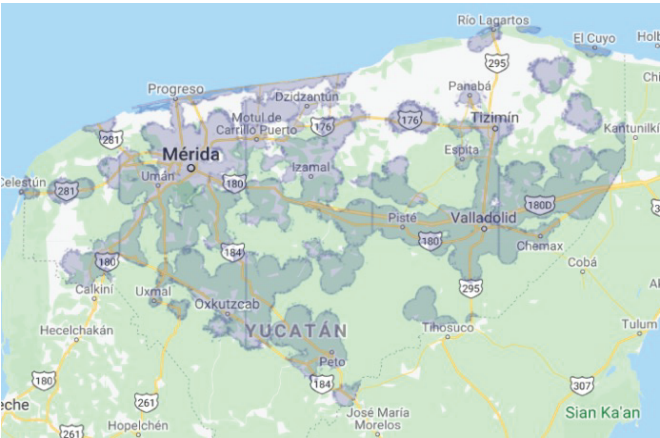 Río Lagartos
El Cuyo
Holb
295
Progreso
Panabá
Chi
Dzidzantún
Motul de
Carrillo Puerto
176
176
Tizimín
281
Kantunilki
Mérida
Espita
Izamal
Umán
180
Celestún
281
180D
Pisté
Valladolid
180
3
Chemax
184
180
Cobá
Calkiní
Uxmal
295
Oxkutzcab
Hecelchakán
YUCATÁN
Tihosuco
Tulum
Peto
180
184
307
eche
261
José María
Morelos
Sian Ka'an
Hopelchén
261